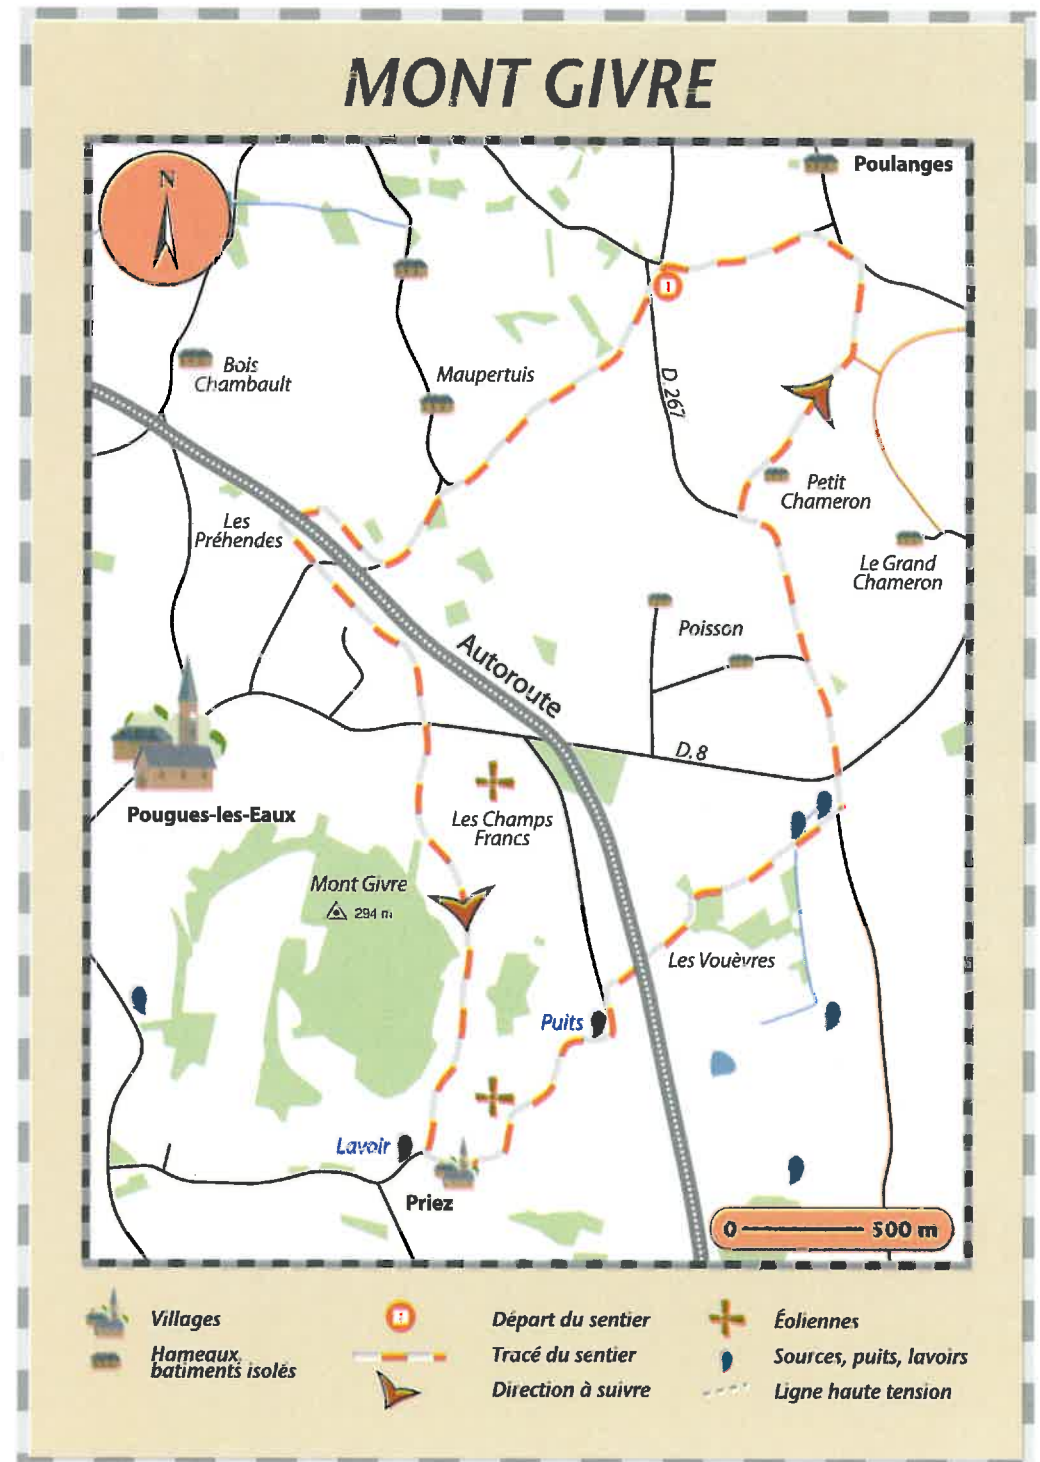 MONT GIVRE
N
Poulanges
Bois
Chambault
Maupertuis
D.267
Petit
Chameron
Les
Préhendes
Le Grand
Chameron
Poisson
Autoroute
D.8
Pougues-les-Eaux
Les Champs
Francs
Mont Givre
294 m
Les Vouèvres
Puits
Lavoir
Priez
0 500 m
Villages
Hameaux,
batiments isolés
Départ du sentier
Tracé du sentier
Direction à suivre
Éoliennes
Sources, puits, lavoirs
Ligne haute tension